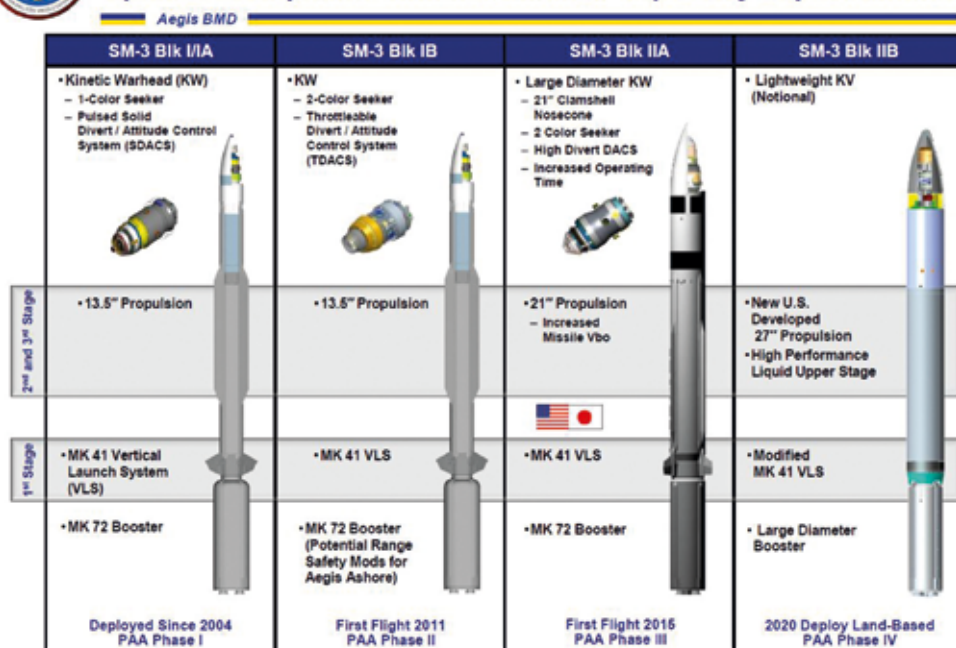 Aegis BMD
SM-3 Blk I/IA
• Kinetic Warhead (KW)
– 1-Color Seeker
– Pulsed Solid
Divert / Attitude Control
System (SDACS)
• 13.5" Propulsion
• MK 41 Vertical
Launch System
(VLS)
• MK 72 Booster
Deployed Since 2004
PAA Phase I
SM-3 Blk IB
• KW
– 2-Color Seeker
– Throttleable
Divert / Attitude
Control System
(TDACS)
• 13.5" Propulsion
• MK 41 VLS
• MK 72 Booster
(Potential Range
Safety Mods for
Aegis Ashore)
First Flight 2011
PAA Phase II
SM-3 Blk IIA
• Large Diameter KW
– 21" Clamshell
Nosecone
– 2 Color Seeker
– High Divert DACS
– Increased Operating
Time
• 21" Propulsion
– Increased
Missile Vbo
• MK 41 VLS
• MK 72 Booster
First Flight 2015
PAA Phase III
SM-3 Blk IIB
• Lightweight KV
(Notional)
• New U.S.
Developed
27" Propulsion
• High Performance
Liquid Upper Stage
• Modified
MK 41 VLS
• Large Diameter
Booster
2020 Deploy Land-Based
PAA Phase IV
2nd and 3rd Stage
1st Stage